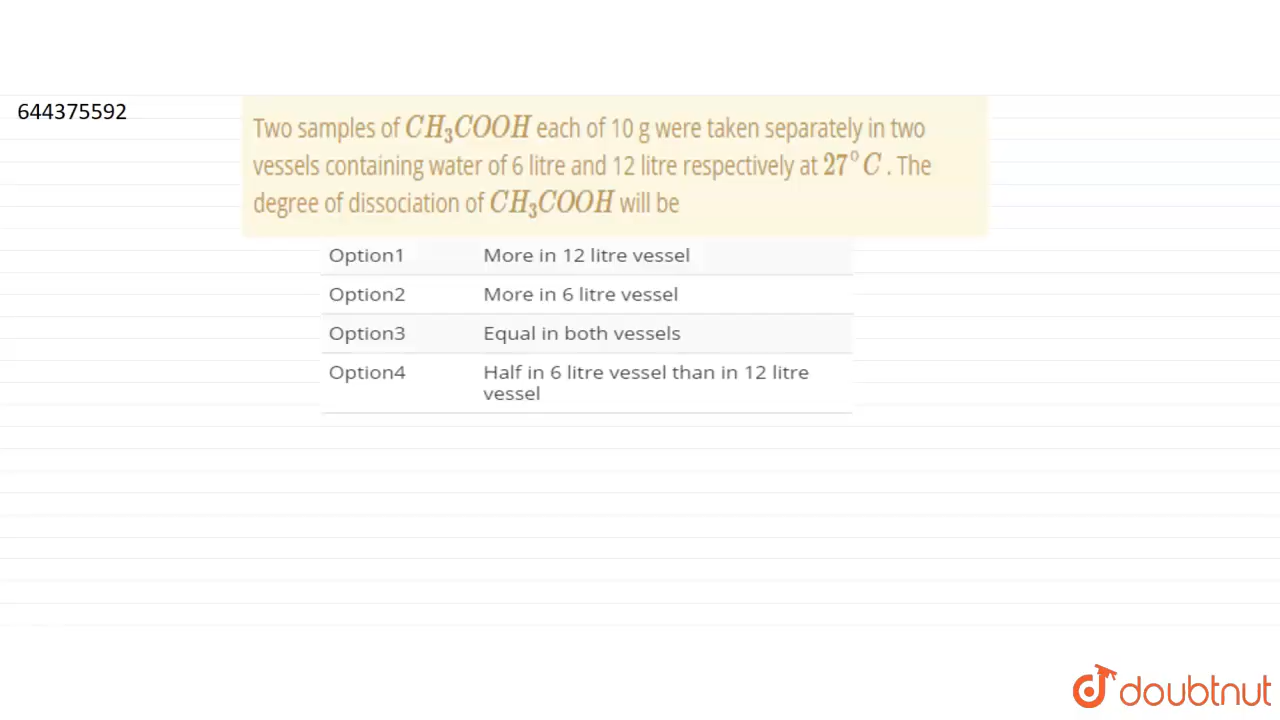 644375592
Two samples of CH₃COOH each of 10 g were taken separately in two
vessels containing water of 6 litre and 12 litre respectively at 27° C . The
degree of dissociation of CH₃COOH will be
Option1 More in 12 litre vessel
Option2 More in 6 litre vessel
Option3 Equal in both vessels
Option4 Half in 6 litre vessel than in 12 litre
vessel
doubtnut